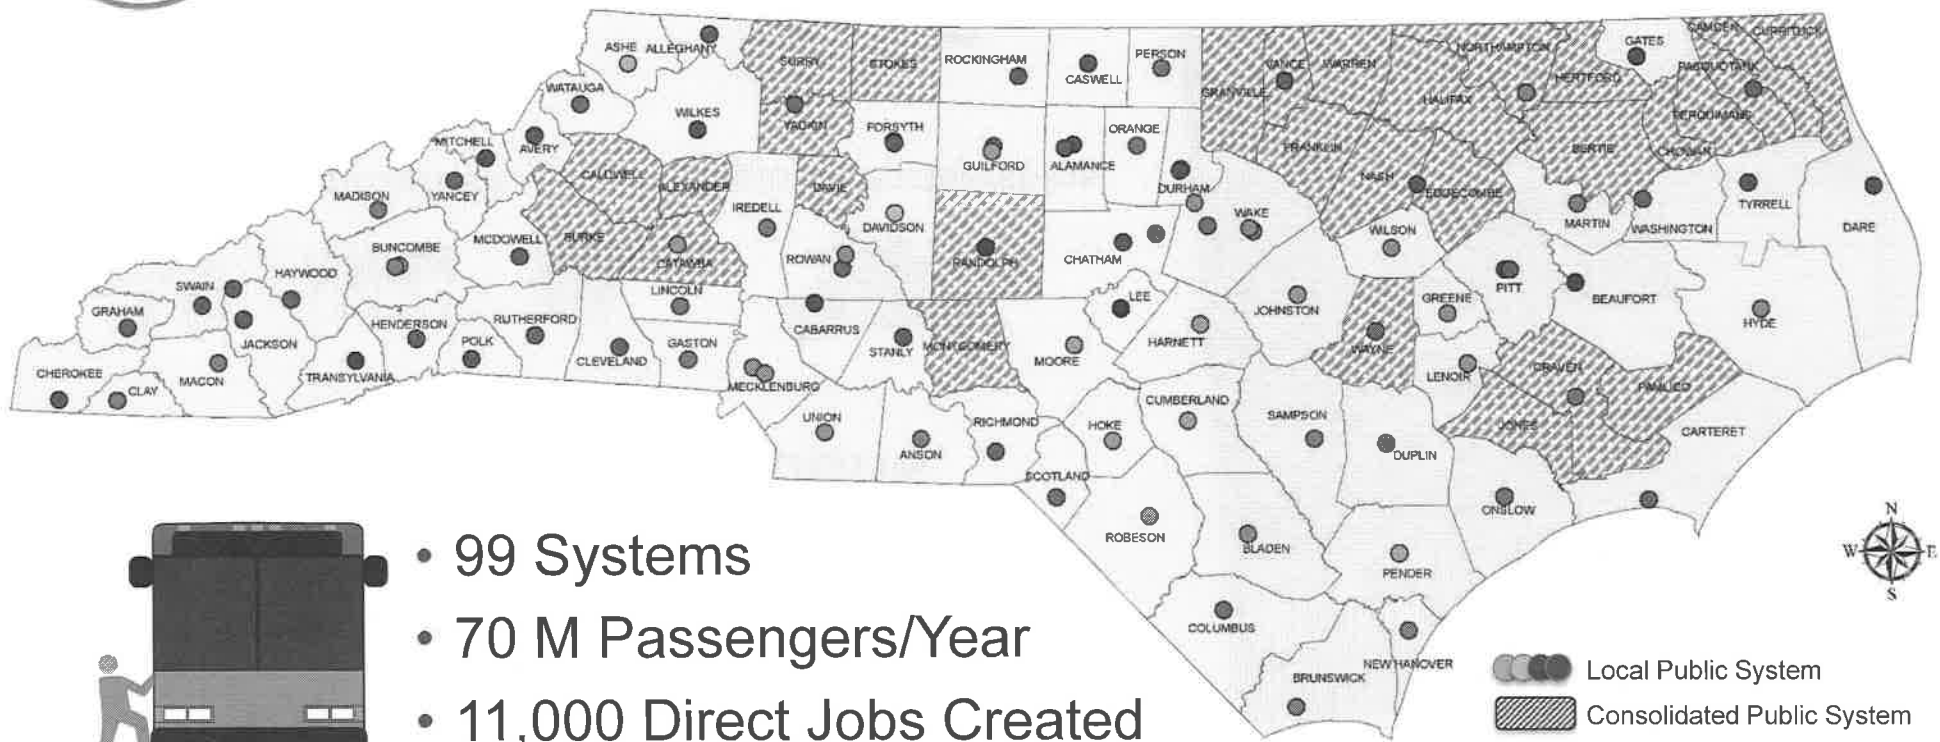 ASHE
ALLEGHANY
SURRY
STOKES
ROCKINGHAM
CASWELL
PERSON
GRANVILLE
VANCE
WARREN
NORTHAMPTON
HALIFAX
HERTFORD
GATES
CAMDEN
CURRITUCK
PASQUOTANK
PERQUIMANS
CHOWAN
BERTIE
WATAUGA
WILKES
YADKIN
FORSYTH
GUILFORD
ALAMANCE
ORANGE
DURHAM
FRANKLIN
NASH
EDGECOMBE
MARTIN
WASHINGTON
TYRRELL
DARE
MITCHELL
AVERY
YANCEY
MADISON
CALDWELL
ALEXANDER
IREDELL
DAVIE
DAVIDSON
RANDOLPH
CHATHAM
WAKE
WILSON
PITT
BEAUFORT
HYDE
BUNCOMBE
MCDOWELL
BURKE
CATAWBA
ROWAN
HAYWOOD
SWAIN
GRAHAM
JACKSON
HENDERSON
POLK
RUTHERFORD
CLEVELAND
LINCOLN
GASTON
CABARRUS
STANLY
MONTGOMERY
MOORE
LEE
HARNETT
JOHNSTON
WAYNE
GREENE
LENOIR
CRAVEN
PAMLICO
JONES
CARTERET
CHEROKEE
CLAY
MACON
TRANSYLVANIA
MECKLENBURG
UNION
ANSON
RICHMOND
SCOTLAND
HOKE
CUMBERLAND
SAMPSON
DUPLIN
ONSLOW
ROBESON
BLADEN
PENDER
COLUMBUS
BRUNSWICK
NEW HANOVER
N
W E
S
• 99 Systems
• 70 M Passengers/Year
• 11,000 Direct Jobs Created
Local Public System
Consolidated Public System